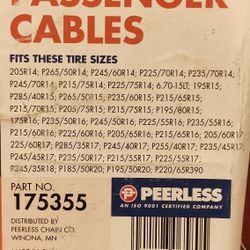 PASSENGER
CABLES
FITS THESE TIRE SIZES
205R14; P265/50R14; P245/60R14; P225/70R14; P235/70R14;
P245/70R14; P215/75R14; P225/75R14; 6.70-15LT; 195R15;
P285/40R15; P265/50R15; P235/60R15; P215/65R15;
P215/70R15; P205/75R15; P215/75R15; P195/80R15;
175R16; P235/50R16; P245/50R16; P225/55R16;
P205/60R16; P225/60R16; P205/65R16; P215/65R16; 205/60R17;
225/60R17; P285/35R17; P245/40R17; P255/40R17; P235/45R17;
P245/45R17; P235/50R17; P215/55R17; P225/55R17;
P245/35R18; P185/50R20; P195/50R20; P220/65R390
PART NO.
175355
PEERLESS
AN ISO 9001 CERTIFIED COMPANY
DISTRIBUTED BY
PEERLESS CHAIN CO.
WINONA, MN